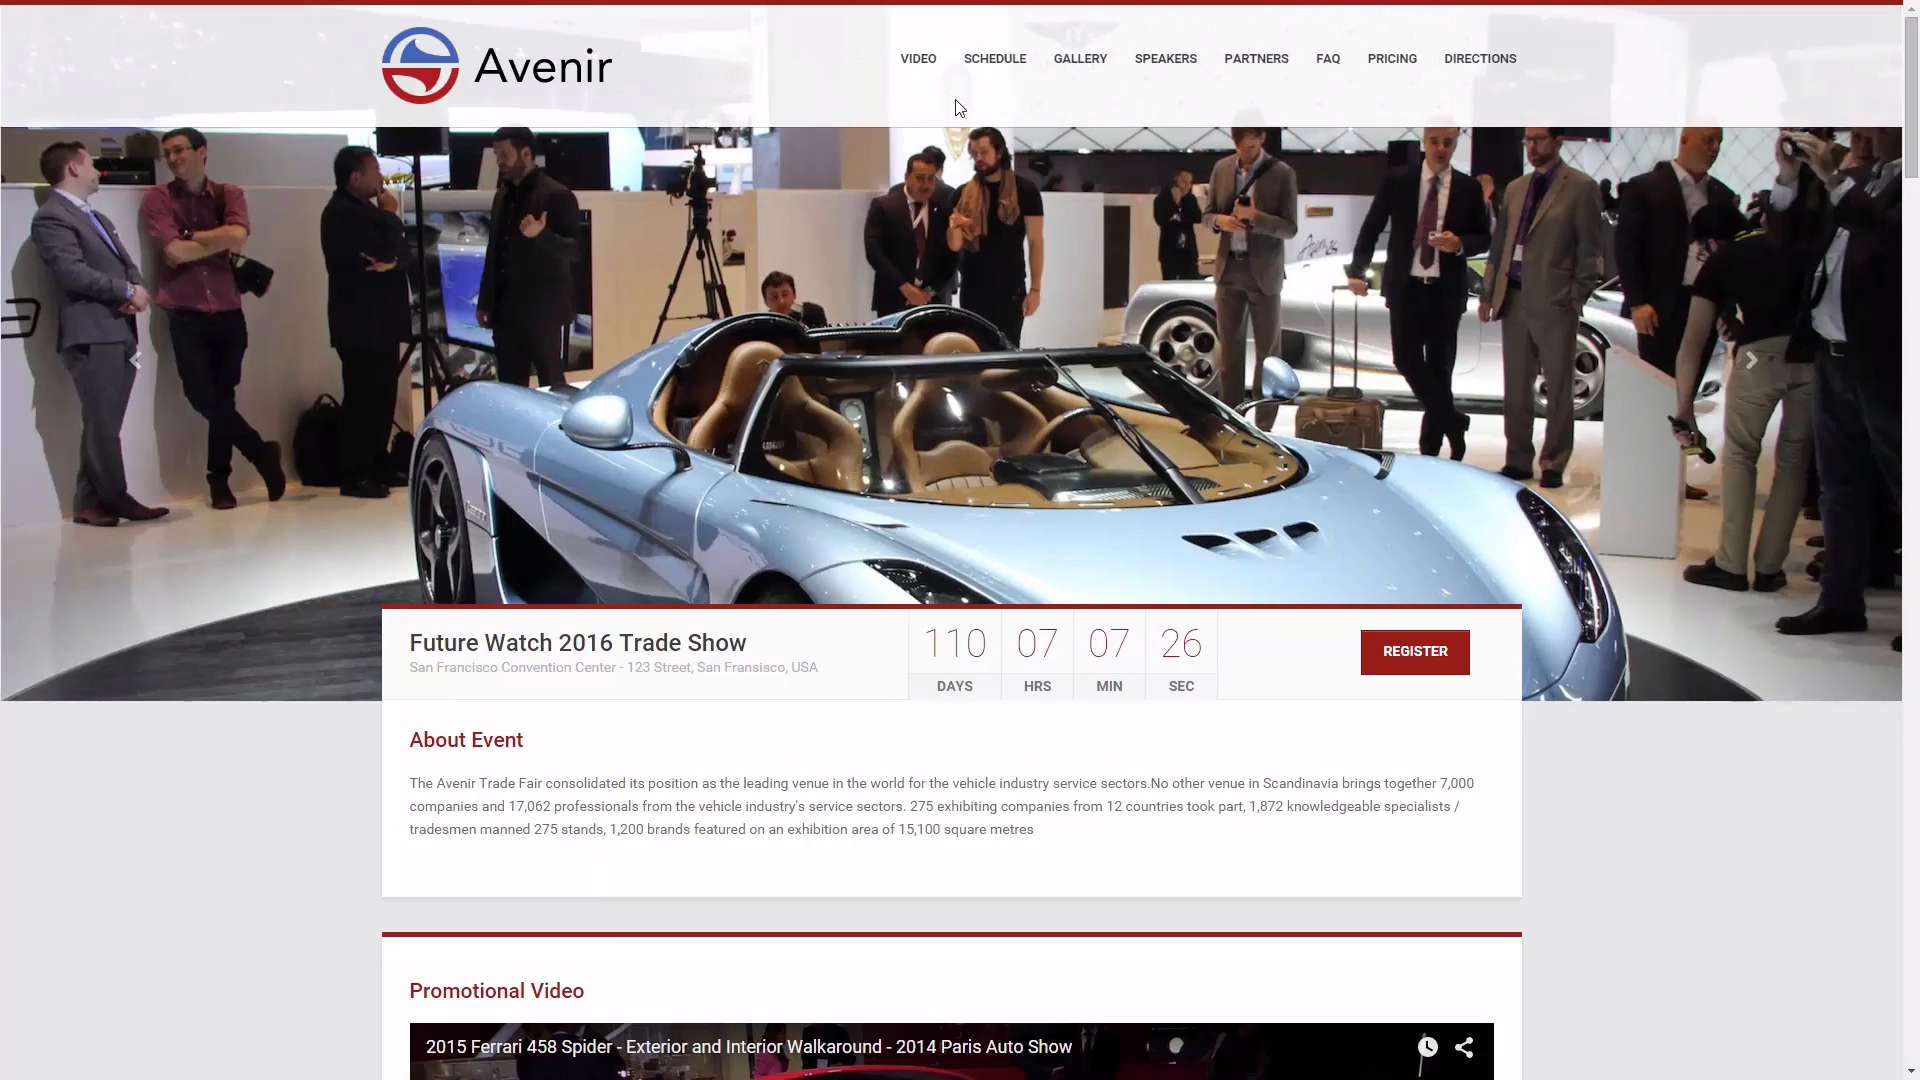 Avenir
VIDEO SCHEDULE GALLERY SPEAKERS PARTNERS FAQ PRICING DIRECTIONS
Future Watch 2016 Trade Show
San Francisco Convention Center - 123 Street, San Fransisco, USA
110 07 07 26
DAYS HRS MIN SEC
REGISTER
About Event
The Avenir Trade Fair consolidated its position as the leading venue in the world for the vehicle industry service sectors.No other venue in Scandinavia brings together 7,000
companies and 17,062 professionals from the vehicle industry's service sectors. 275 exhibiting companies from 12 countries took part, 1,872 knowledgeable specialists /
tradesmen manned 275 stands, 1,200 brands featured on an exhibition area of 15,100 square metres
Promotional Video
2015 Ferrari 458 Spider - Exterior and Interior Walkaround - 2014 Paris Auto Show